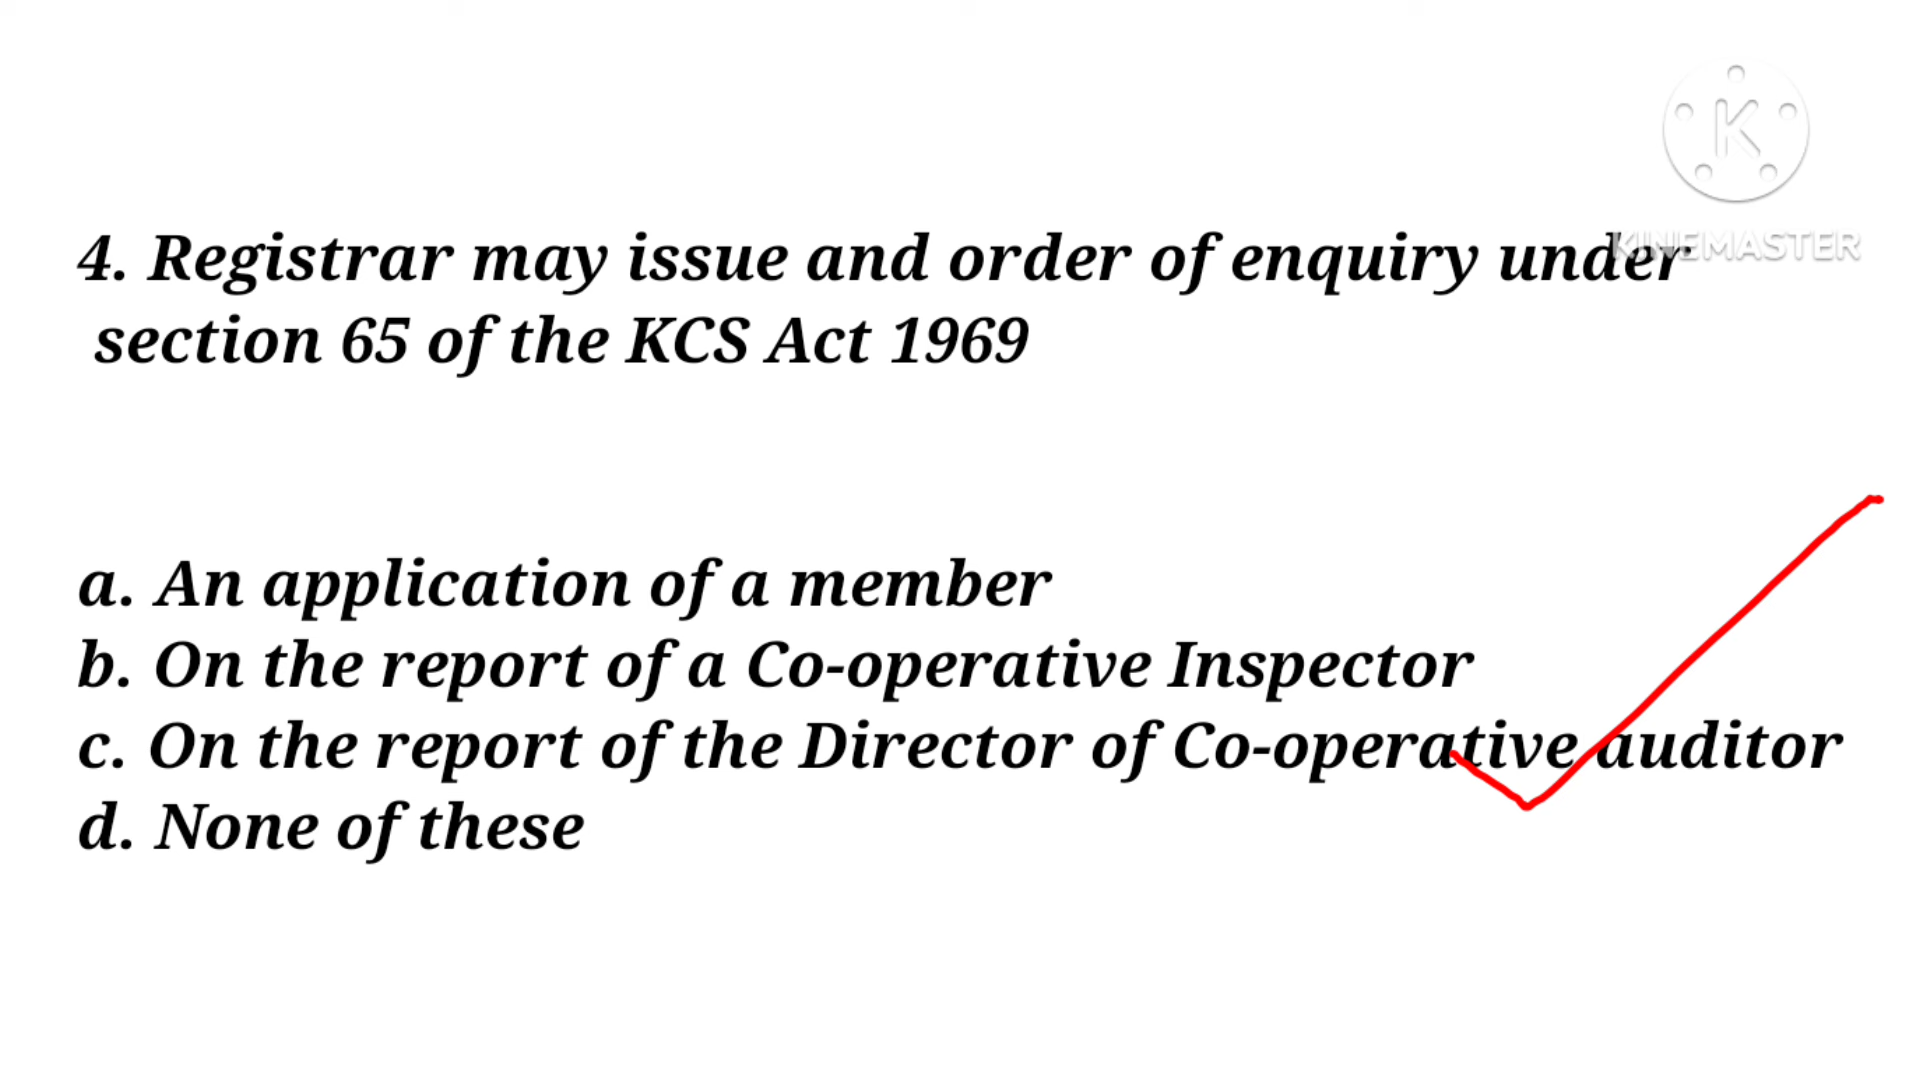 K
KINEMASTER
4. Registrar may issue and order of enquiry under
section 65 of the KCS Act 1969
a. An application of a member
b. On the report of a Co-operative Inspector
c. On the report of the Director of Co-operative auditor
d. None of these